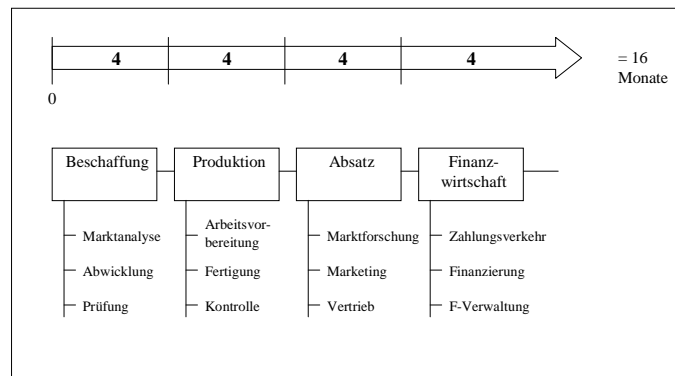 4 4 4 4
= 16
Monate
0
Beschaffung Produktion Absatz Finanz-
wirtschaft
Marktanalyse
Abwicklung
Prüfung
Arbeitsvor-
bereitung
Fertigung
Kontrolle
Marktforschung
Marketing
Vertrieb
Zahlungsverkehr
Finanzierung
F-Verwaltung